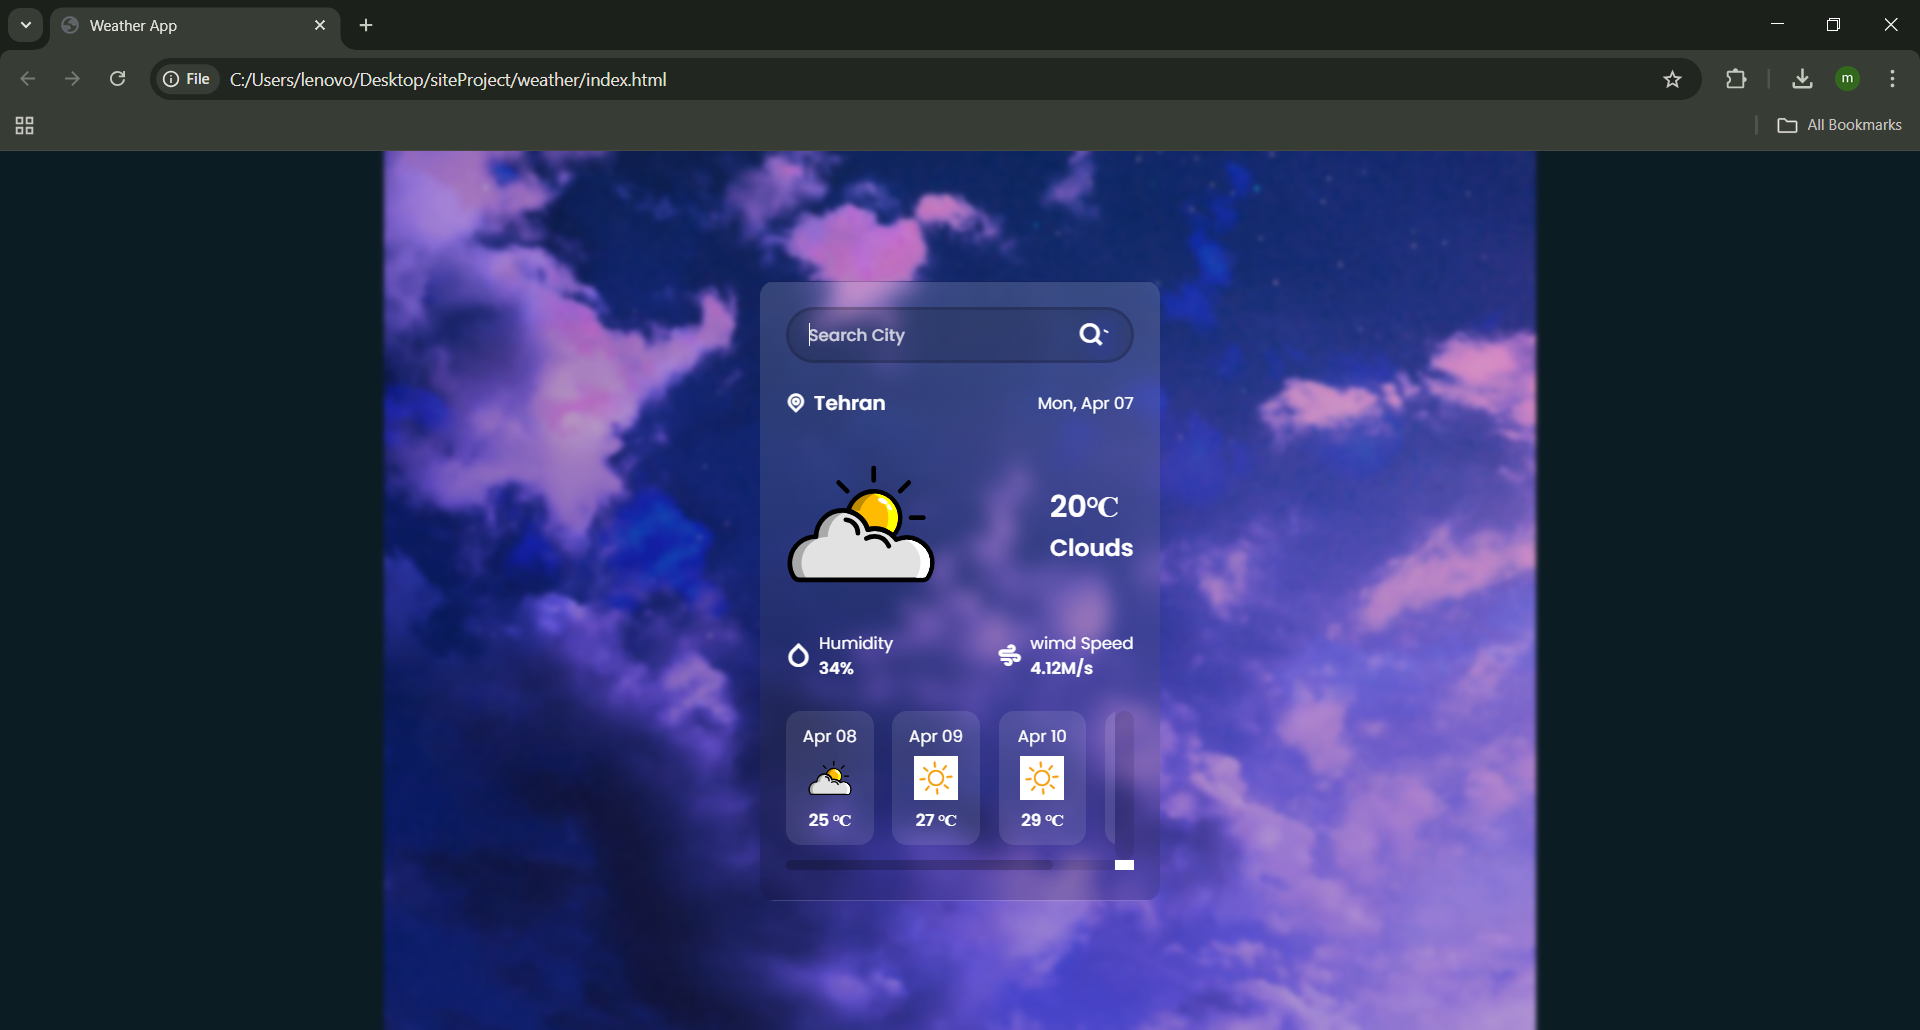 Weather App
File
C:/Users/lenovo/Desktop/siteProject/weather/index.html
m
All Bookmarks
Search City
Tehran
Mon, Apr 07
20°C
Clouds
Humidity
34%
wimd Speed
4.12M/s
Apr 08
Apr 09
Apr 10
25 °C
27 °C
29 °C